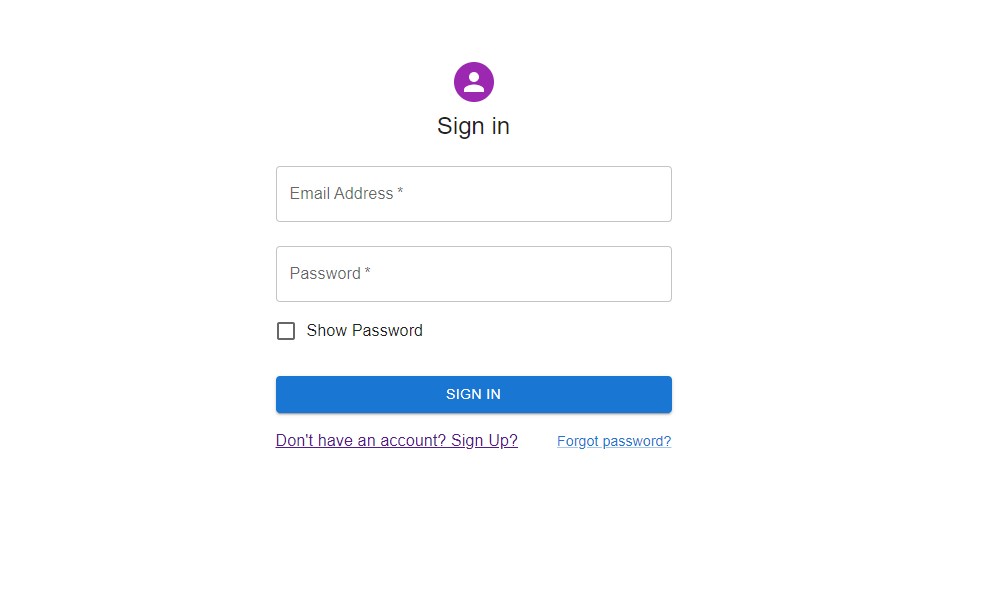 Sign in
Email Address *
Password *
Show Password
SIGN IN
Don't have an account? Sign Up? Forgot password?